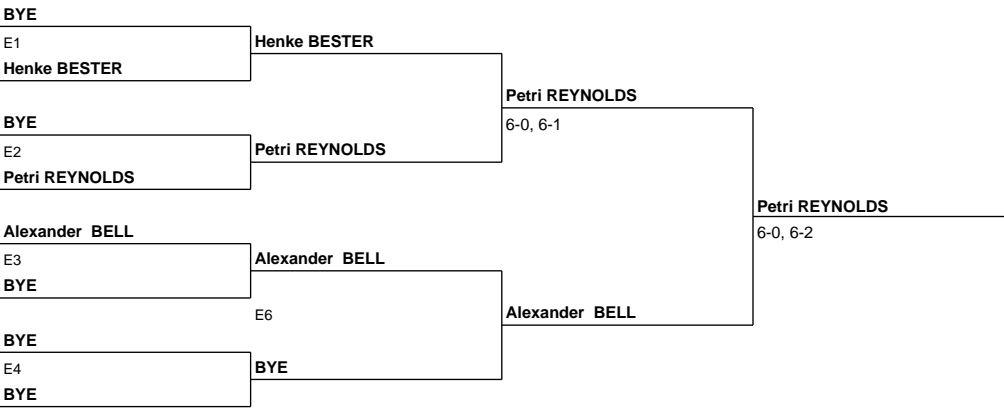 BYE
E1
Henke BESTER
Henke BESTER
BYE
E2
Petri REYNOLDS
Petri REYNOLDS
Petri REYNOLDS
6-0, 6-1
Alexander BELL
E3
BYE
Alexander BELL
E6
BYE
E4
BYE
BYE
Alexander BELL
Petri REYNOLDS
6-0, 6-2